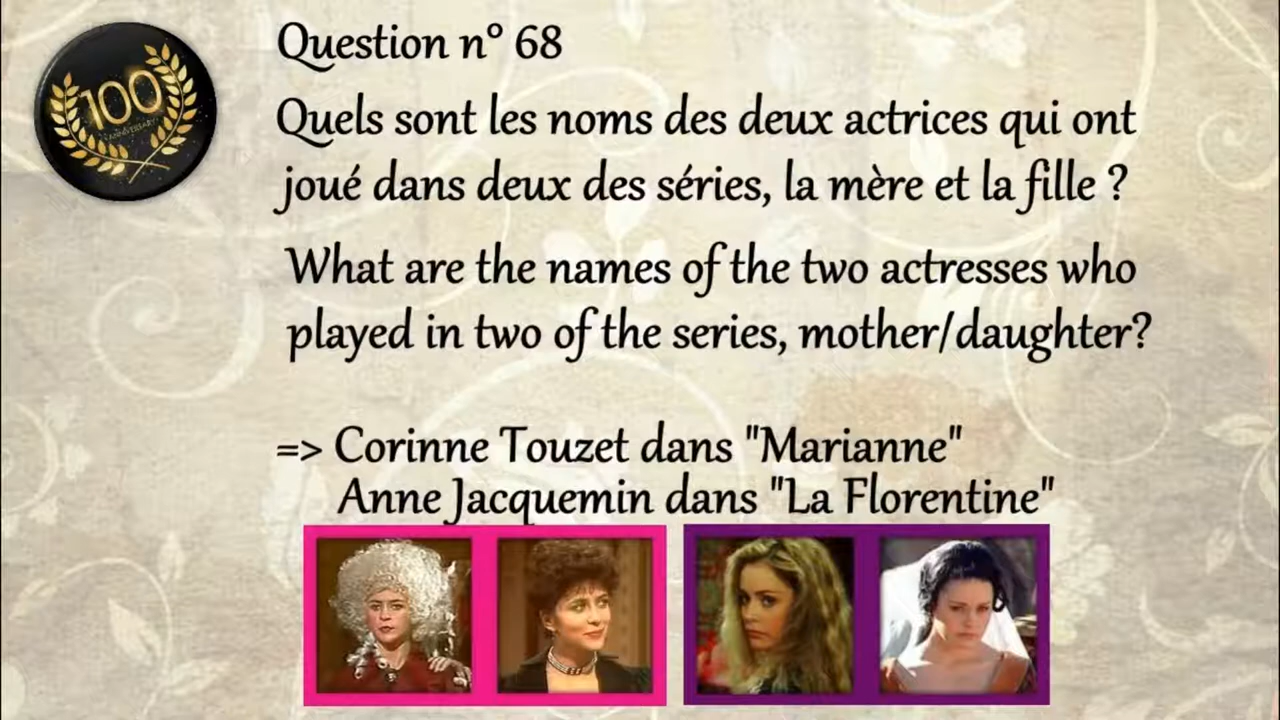 100
ANNIVERSARY
Question n° 68
Quels sont les noms des deux actrices qui ont
joué dans deux des séries, la mère et la fille ?
What are the names of the two actresses who
played in two of the series, mother/daughter?
=> Corinne Touzet dans "Marianne"
Anne Jacquemin dans "La Florentine"